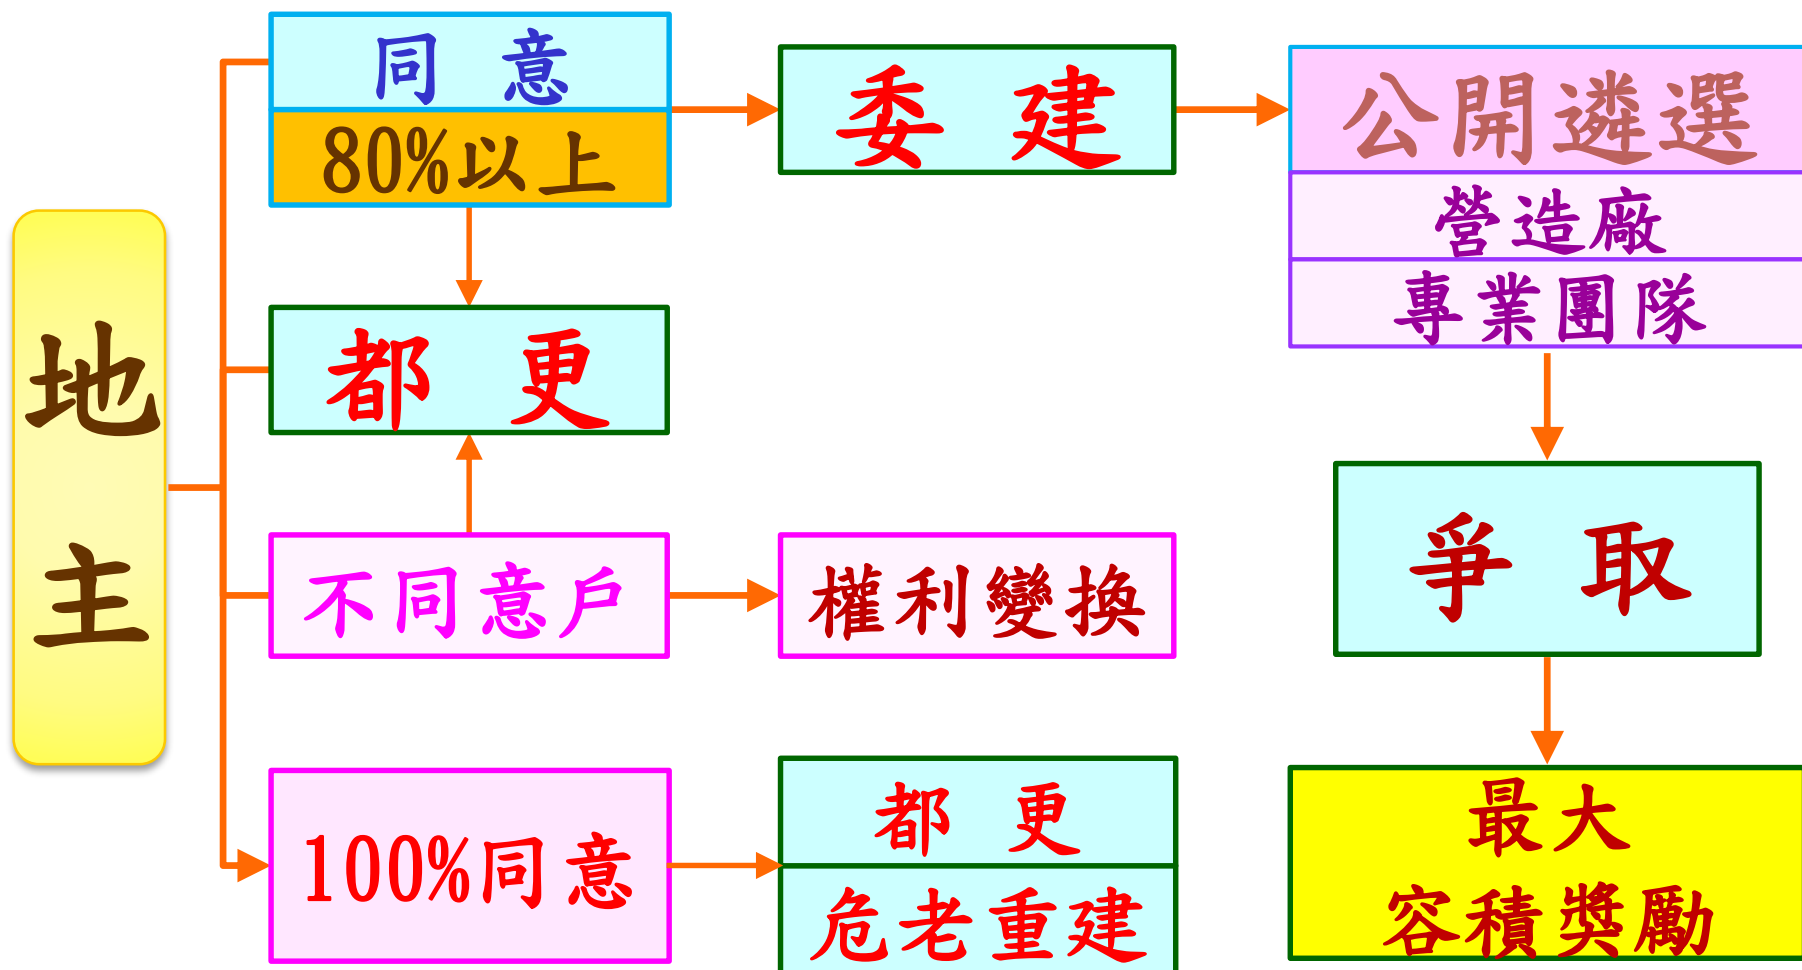 地主
同意
80%以上
委建
公開遴選
營造廠
專業團隊
都更
爭取
不同意戶
權利變換
100%同意
都更
危老重建
最大
容積獎勵